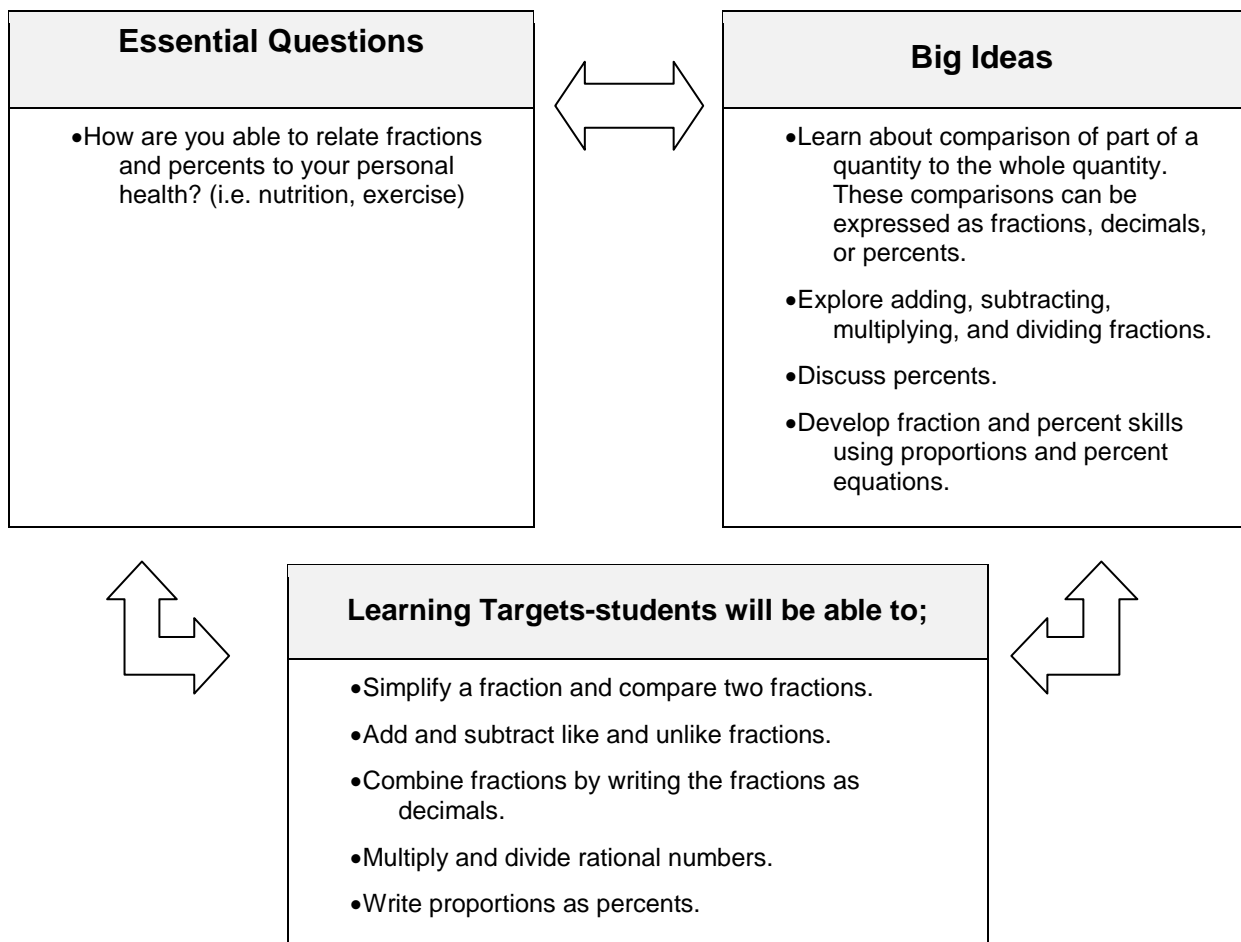 Essential Questions
•How are you able to relate fractions
and percents to your personal
health? (i.e. nutrition, exercise)
Big Ideas
•Learn about comparison of part of a
quantity to the whole quantity.
These comparisons can be
expressed as fractions, decimals,
or percents.
•Explore adding, subtracting,
multiplying, and dividing fractions.
•Discuss percents.
•Develop fraction and percent skills
using proportions and percent
equations.
Learning Targets-students will be able to;
•Simplify a fraction and compare two fractions.
•Add and subtract like and unlike fractions.
•Combine fractions by writing the fractions as
decimals.
•Multiply and divide rational numbers.
•Write proportions as percents.